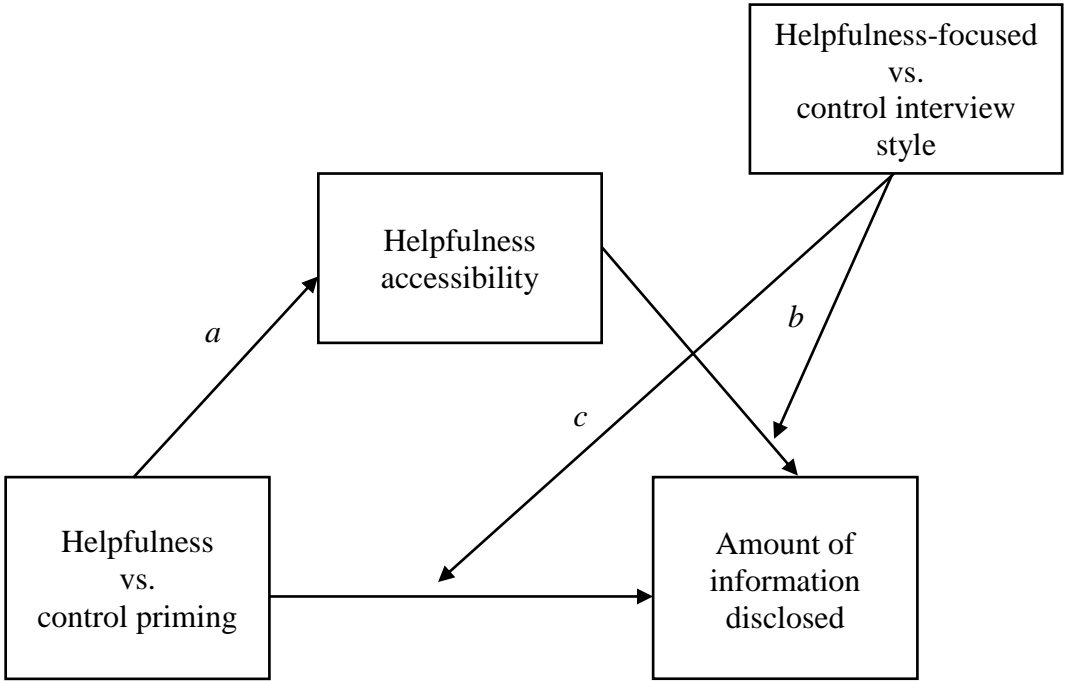 Helpfulness-focused
vs.
control interview
style
Helpfulness
accessibility
a
b
c
Helpfulness
vs.
control priming
Amount of
information
disclosed